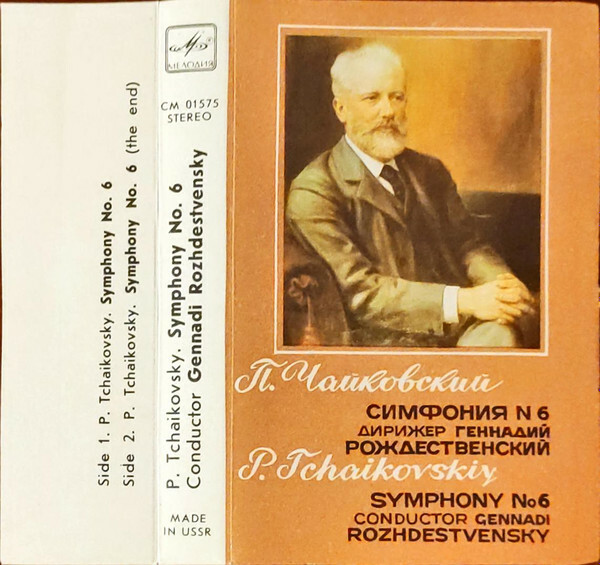 Side 1. P. Tchaikovsky. Symphony No. 6
Side 2. P. Tchaikovsky. Symphony No. 6 (the end)
МЕЛОДИЯ
СМ 01575
STEREO
P. Tchaikovsky. Symphony No. 6
Conductor Gennadi Rozhdestvensky
MADE
IN USSR
П. Чайковский
СИМФОНИЯ N 6
ДИРИЖЕР ГЕННАДИЙ
РОЖДЕСТВЕНСКИЙ
P. Tchaikovskiy
SYMPHONY No6
CONDUCTOR GENNADI
ROZHDESTVENSKY